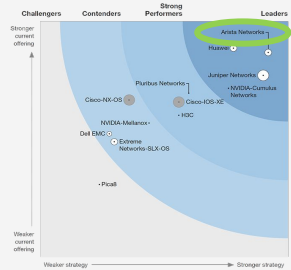 Challengers
Contenders
Strong
Performers
Leaders
Stronger
current
offering
Arista Networks
Huawei
Juniper Networks
NVIDIA-Cumulus
Networks
Pluribus Networks
Cisco-NX-OS
Cisco-IOS-XE
H3C
NVIDIA-Mellanox
Dell EMC
Extreme
Networks-SLX-OS
Pica8
Weaker
current
offering
Weaker strategy
Stronger strategy